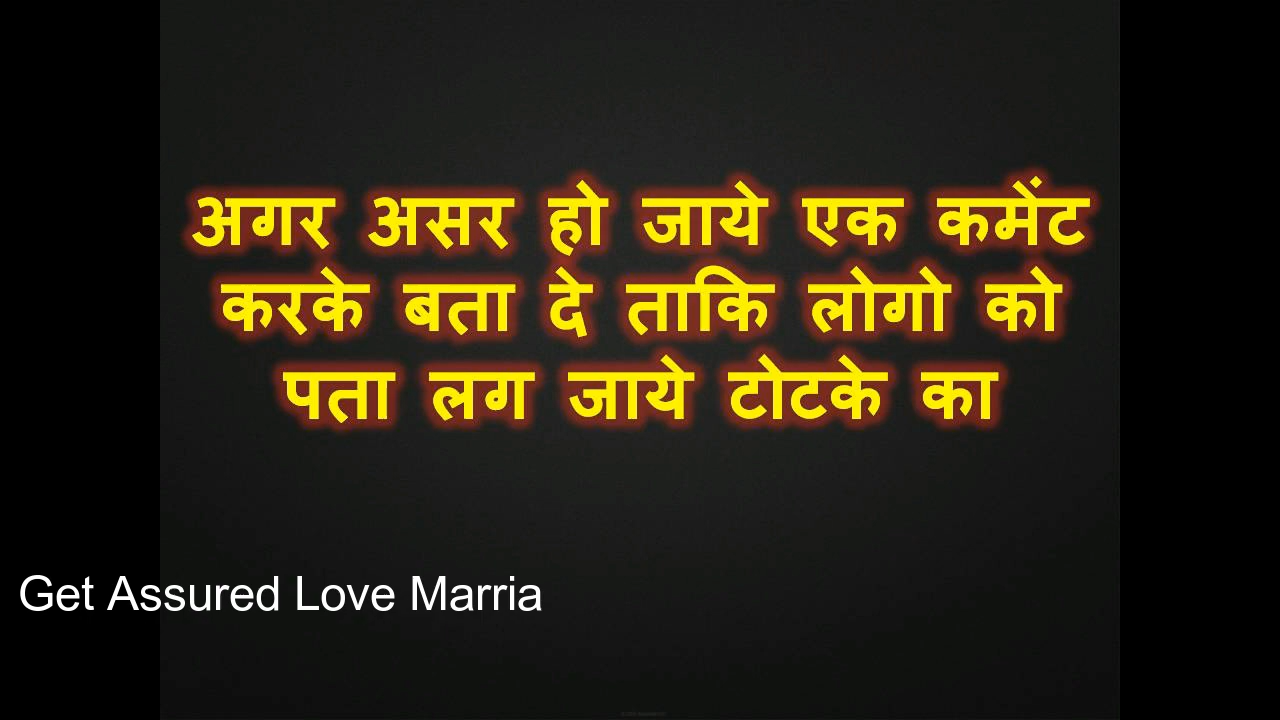 अगर असर हो जाये एक कमेंट
करके बता दे ताकि लोगो को
पता लग जाये टोटके का
Get Assured Love Marria